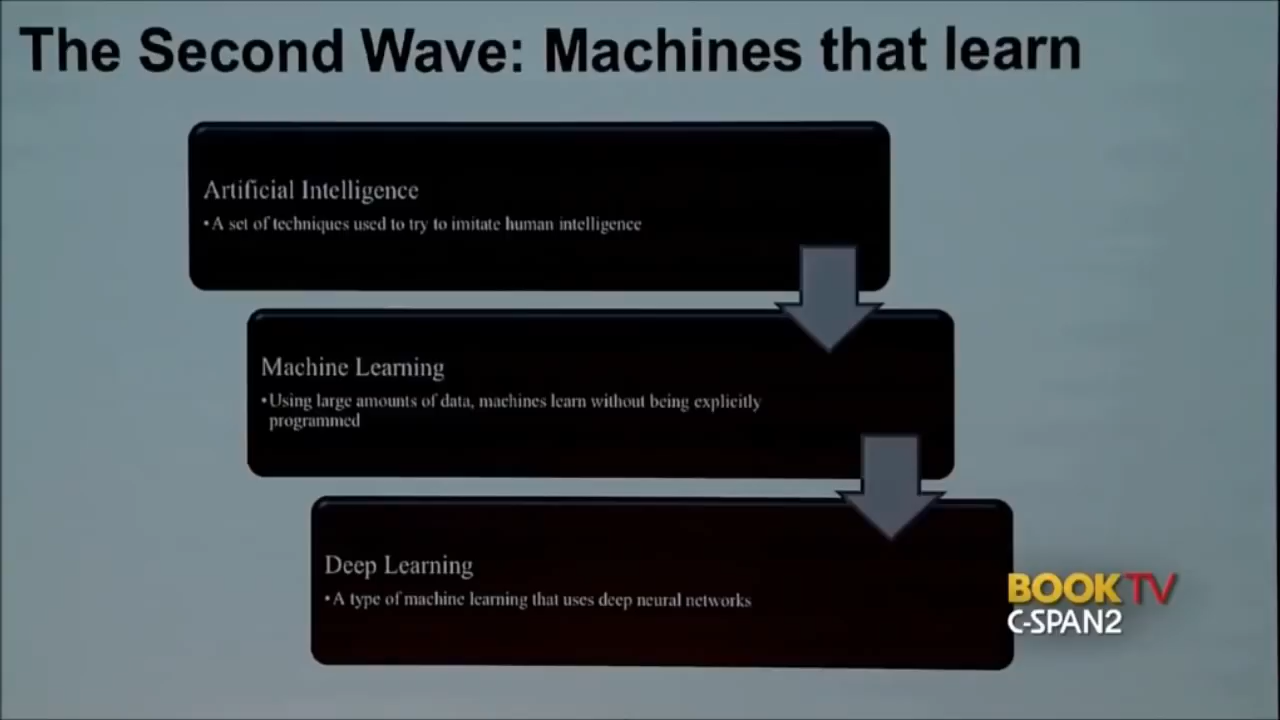 The Second Wave: Machines that learn
Artificial Intelligence
•A set of techniques used to try to imitate human intelligence
Machine Learning
•Using large amounts of data, machines learn without being explicitly
programmed
Deep Learning
•A type of machine learning that uses deep neural networks
BOOK TV
C-SPAN2